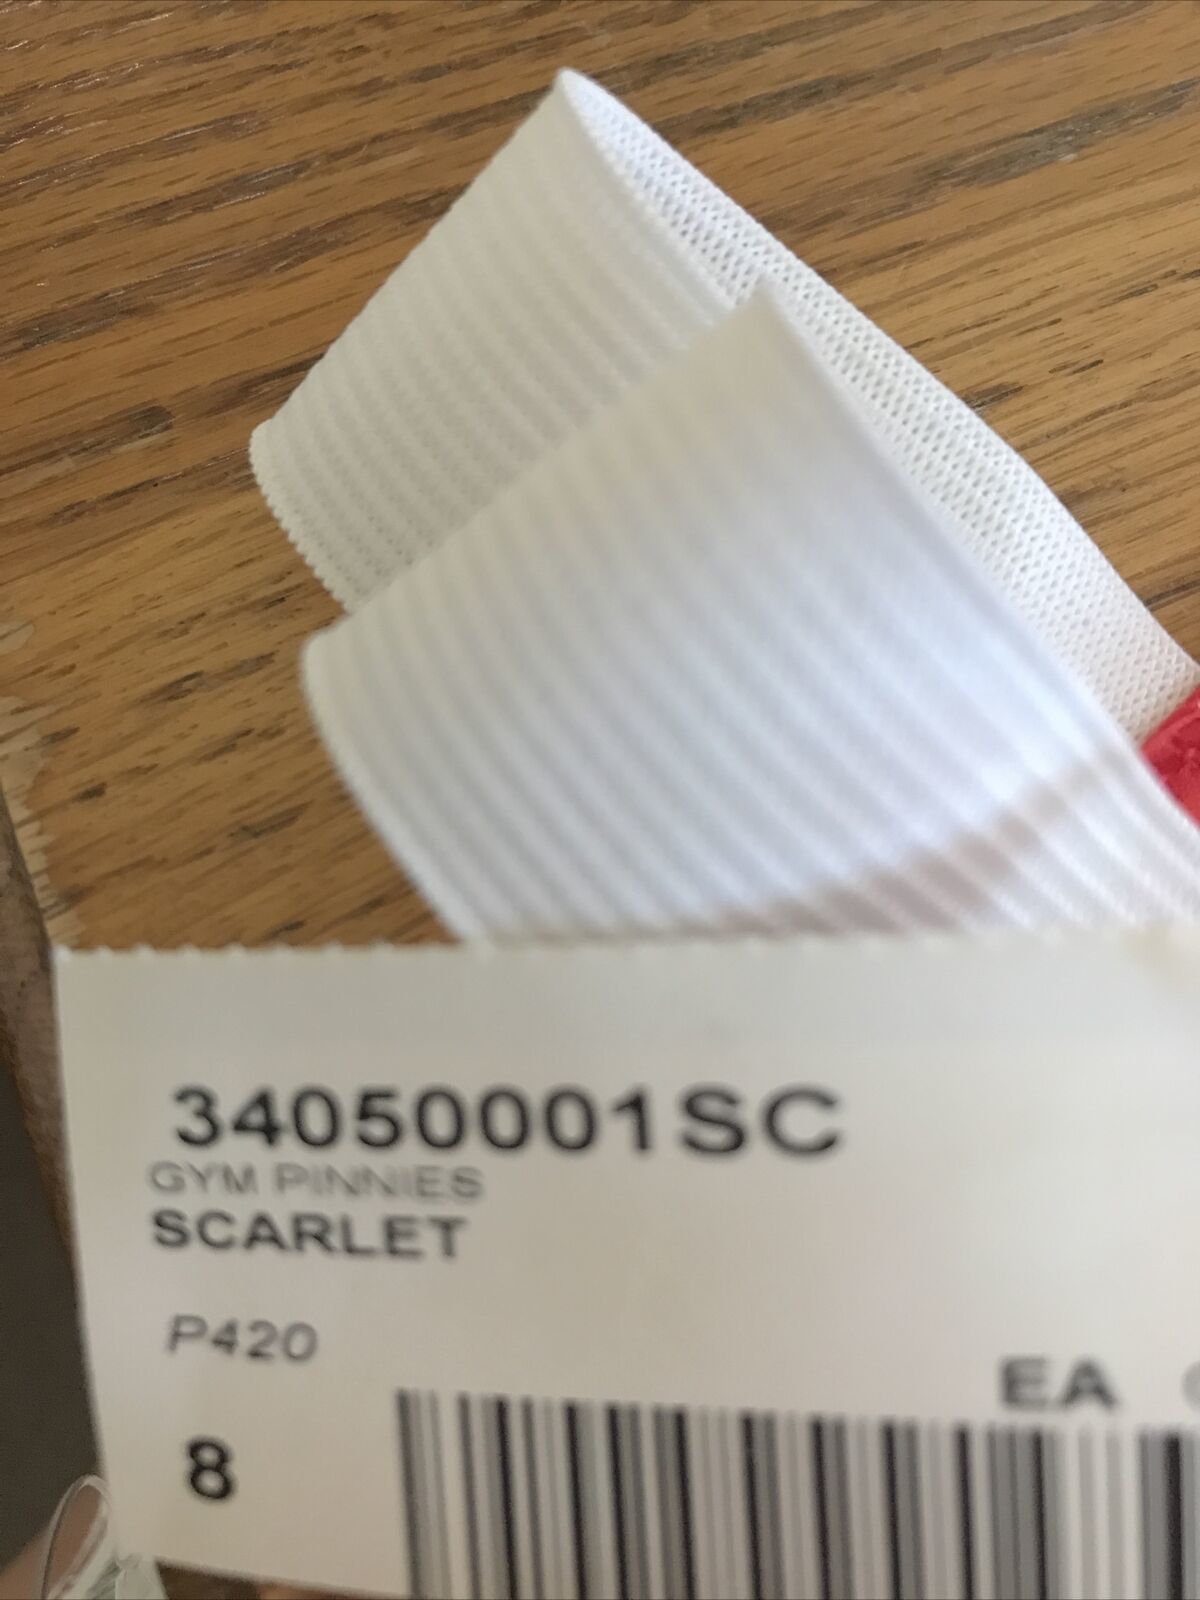 34050001SC
GYM PINNIES
SCARLET
P420
EA
8